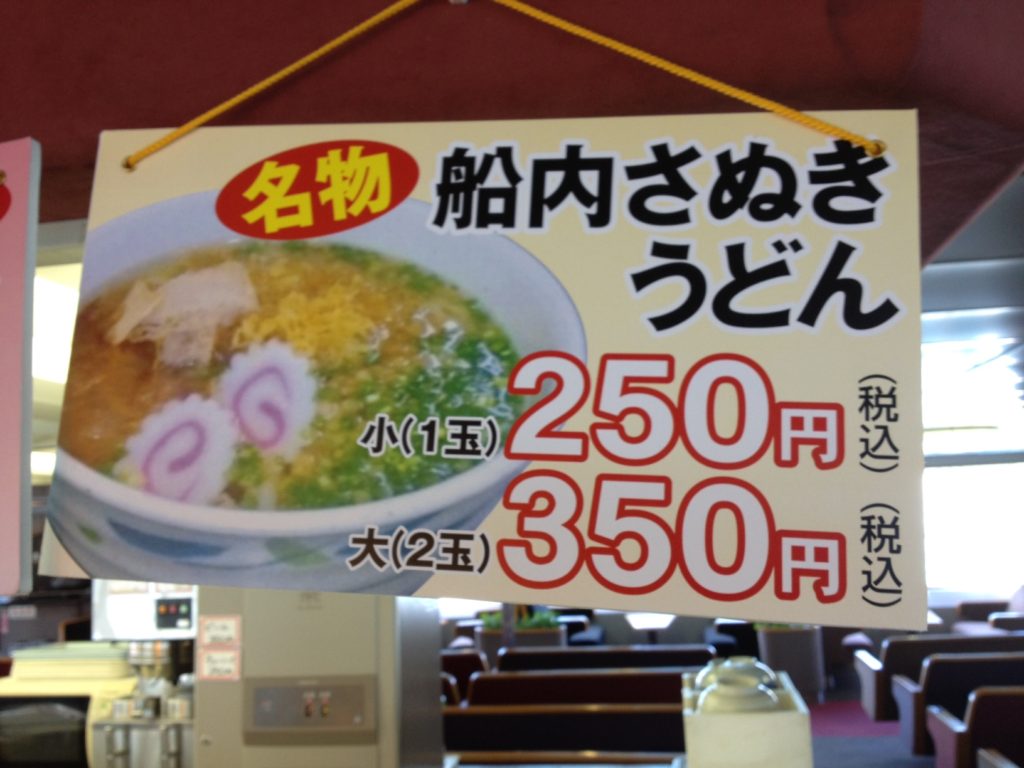 名物 船内さぬき
うどん
小(1玉) 250円 (税込)
大(2玉) 350円 (税込)